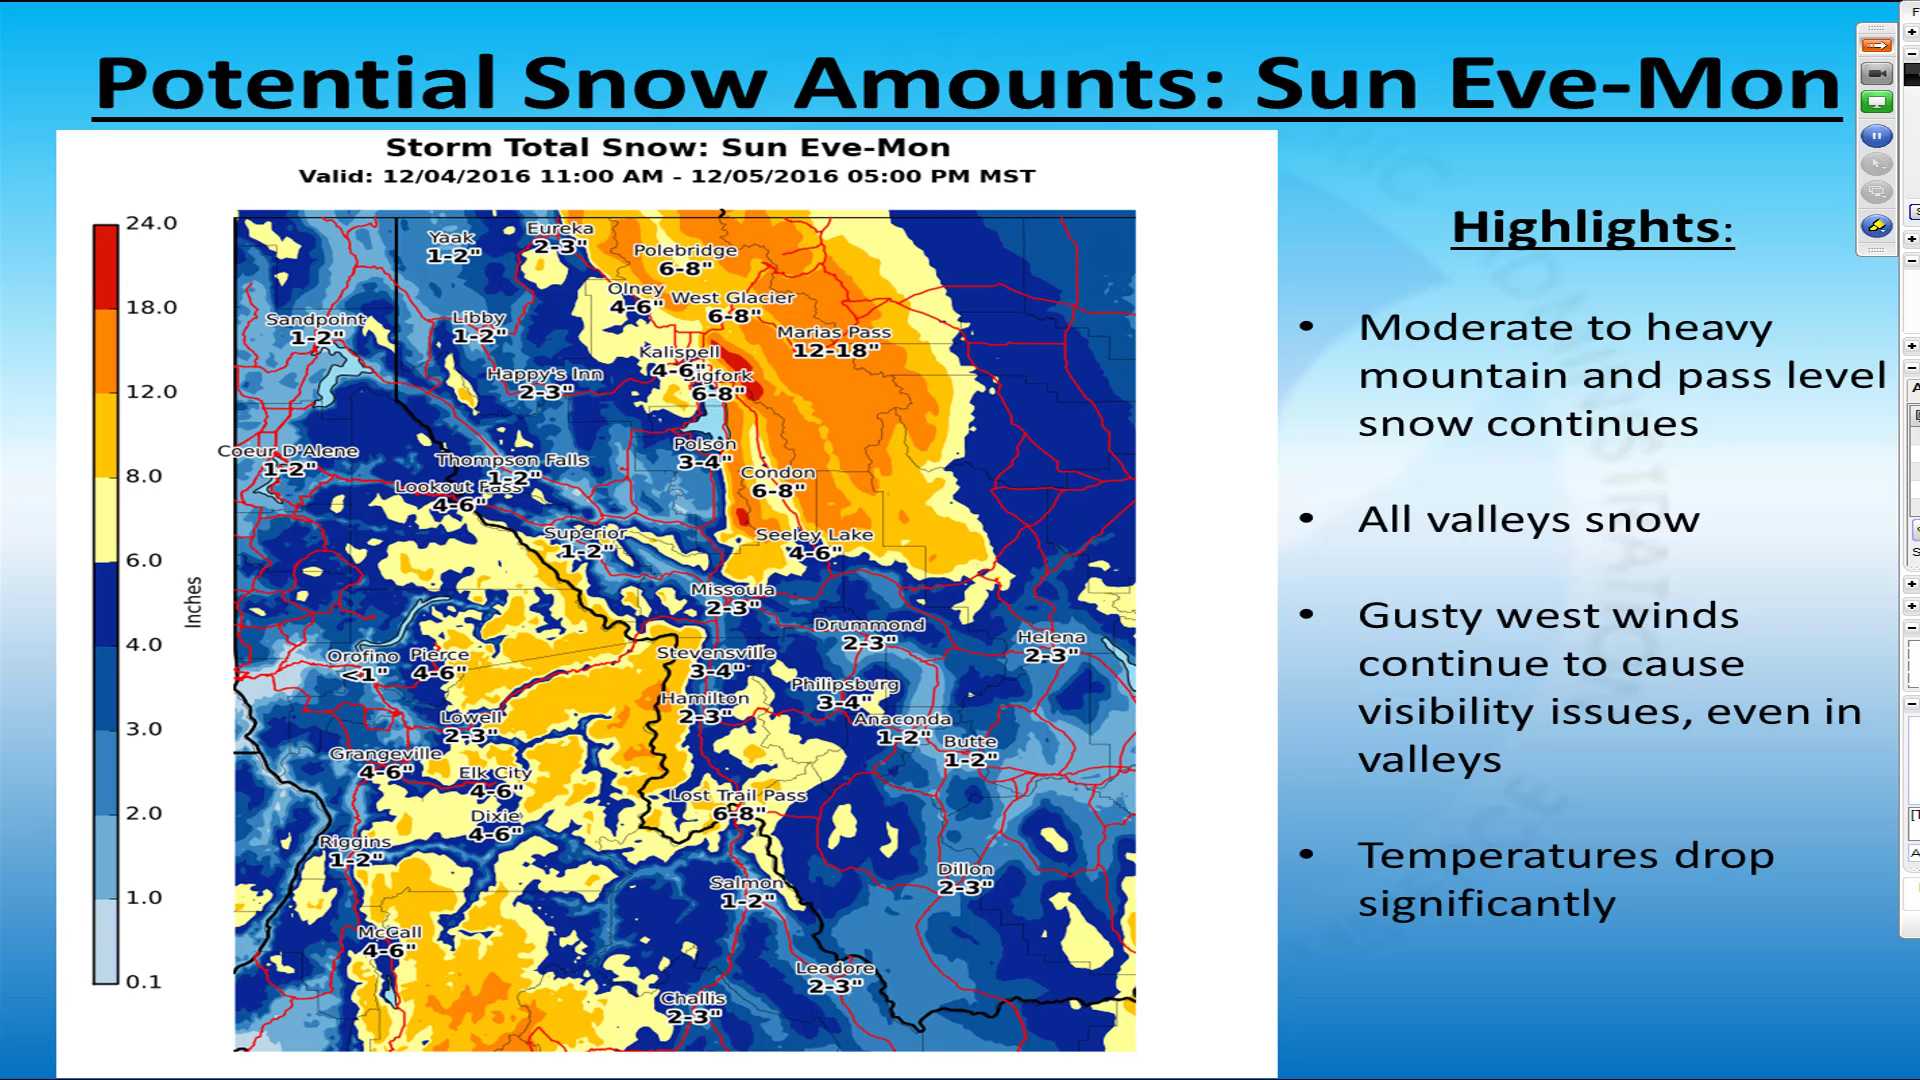 Potential Snow Amounts: Sun Eve-Mon
Storm Total Snow: Sun Eve-Mon
Valid: 12/04/2016 11:00 AM - 12/05/2016 05:00 PM MST
24.0
18.0
12.0
8.0
6.0
4.0
3.0
2.0
1.0
0.1
Inches
Yaak
1-2"
Eureka
2-3"
Polebridge
6-8"
Olney
4-6"
West Glacier
6-8"
Sandpoint
1-2"
Libby
1-2"
Marias Pass
12-18"
Kalispell
4-6"
Happy's Inn
2-3"
igfork
6-8"
Coeur D'Alene
1-2"
Thompson Falls
1-2"
Polson
3-4"
Lookout Pass
4-6"
Condon
6-8"
Superior
1-2"
Seeley Lake
4-6"
Missoula
2-3"
Drummond
2-3"
Helena
2-3"
Orofino
<1"
Pierce
4-6"
Stevensville
3-4"
Hamilton
2-3"
Philipsburg
3-4"
Lowell
2-3"
Anaconda
1-2"
Butte
1-2"
Grangeville
4-6"
Elk City
4-6"
Lost Trail Pass
6-8"
Dixie
4-6"
Riggins
1-2"
Salmon
1-2"
Dillon
2-3"
McCall
4-6"
Leadore
2-3"
Challis
2-3"
Highlights:
• Moderate to heavy
mountain and pass level
snow continues
• All valleys snow
• Gusty west winds
continue to cause
visibility issues, even in
valleys
• Temperatures drop
significantly